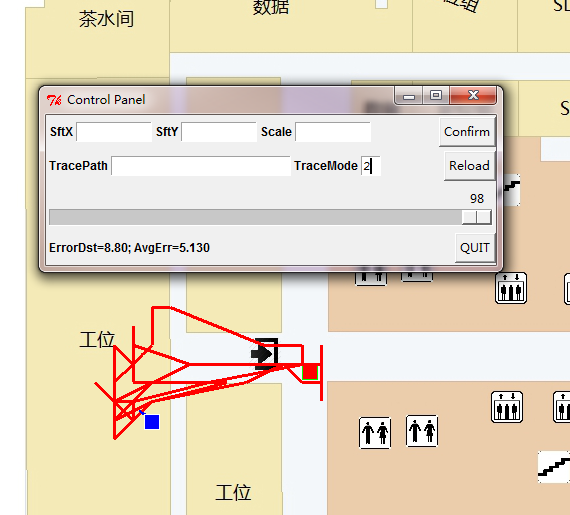 茶水间
数据
Control Panel
SftX SftY Scale Confirm
TracePath TraceMode 2 Reload
98
ErrorDst=8.80; AvgErr=5.130 QUIT
工位
工位